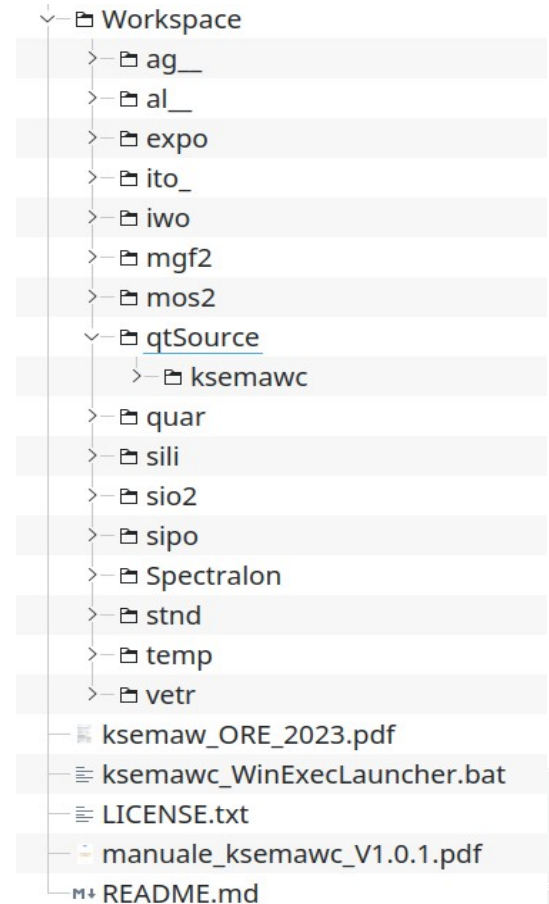 Workspace
ag__
al__
expo
ito_
iwo
mgf2
mos2
qtSource
ksemawc
quar
sili
sio2
sipo
Spectralon
stnd
temp
vetr
ksemaw_ORE_2023.pdf
ksemawc_WinExecLauncher.bat
LICENSE.txt
manuale_ksemawc_V1.0.1.pdf
README.md